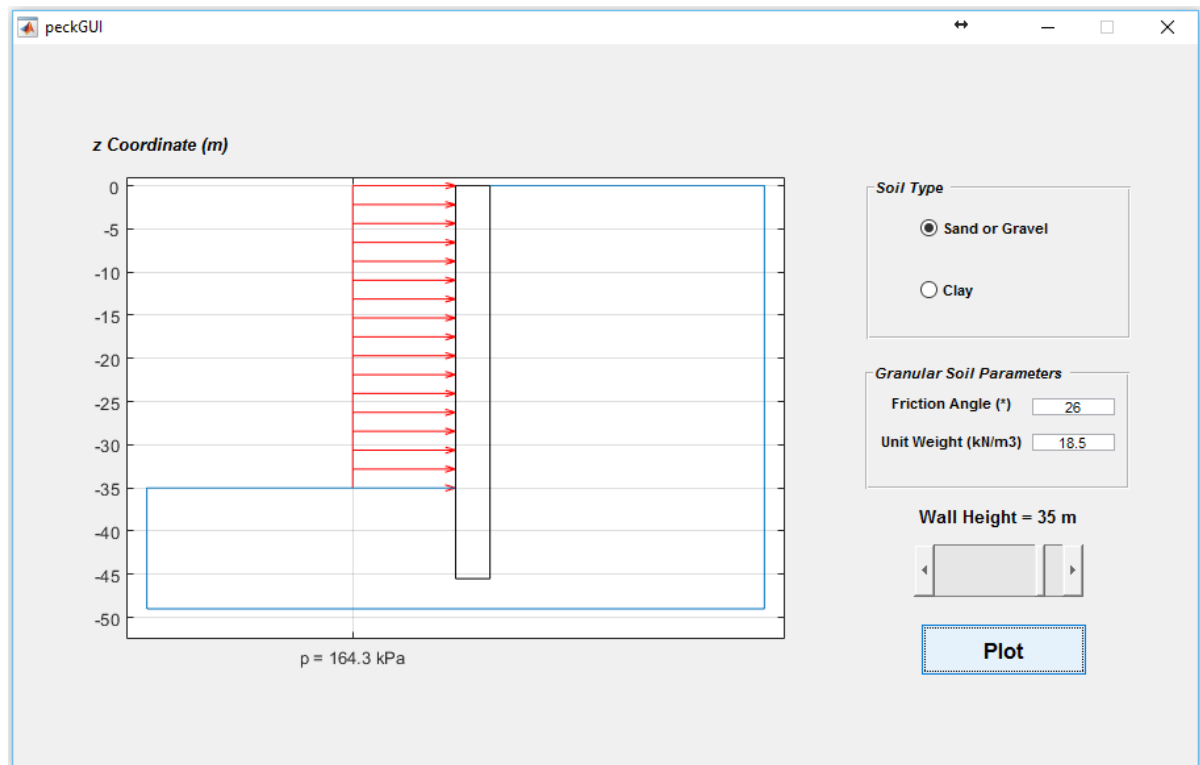 peckGUI
z Coordinate (m)
0
-5
-10
-15
-20
-25
-30
-35
-40
-45
-50
p = 164.3 kPa
Soil Type
Sand or Gravel
Clay
Granular Soil Parameters
Friction Angle (*) 26
Unit Weight (kN/m3) 18.5
Wall Height = 35 m
Plot